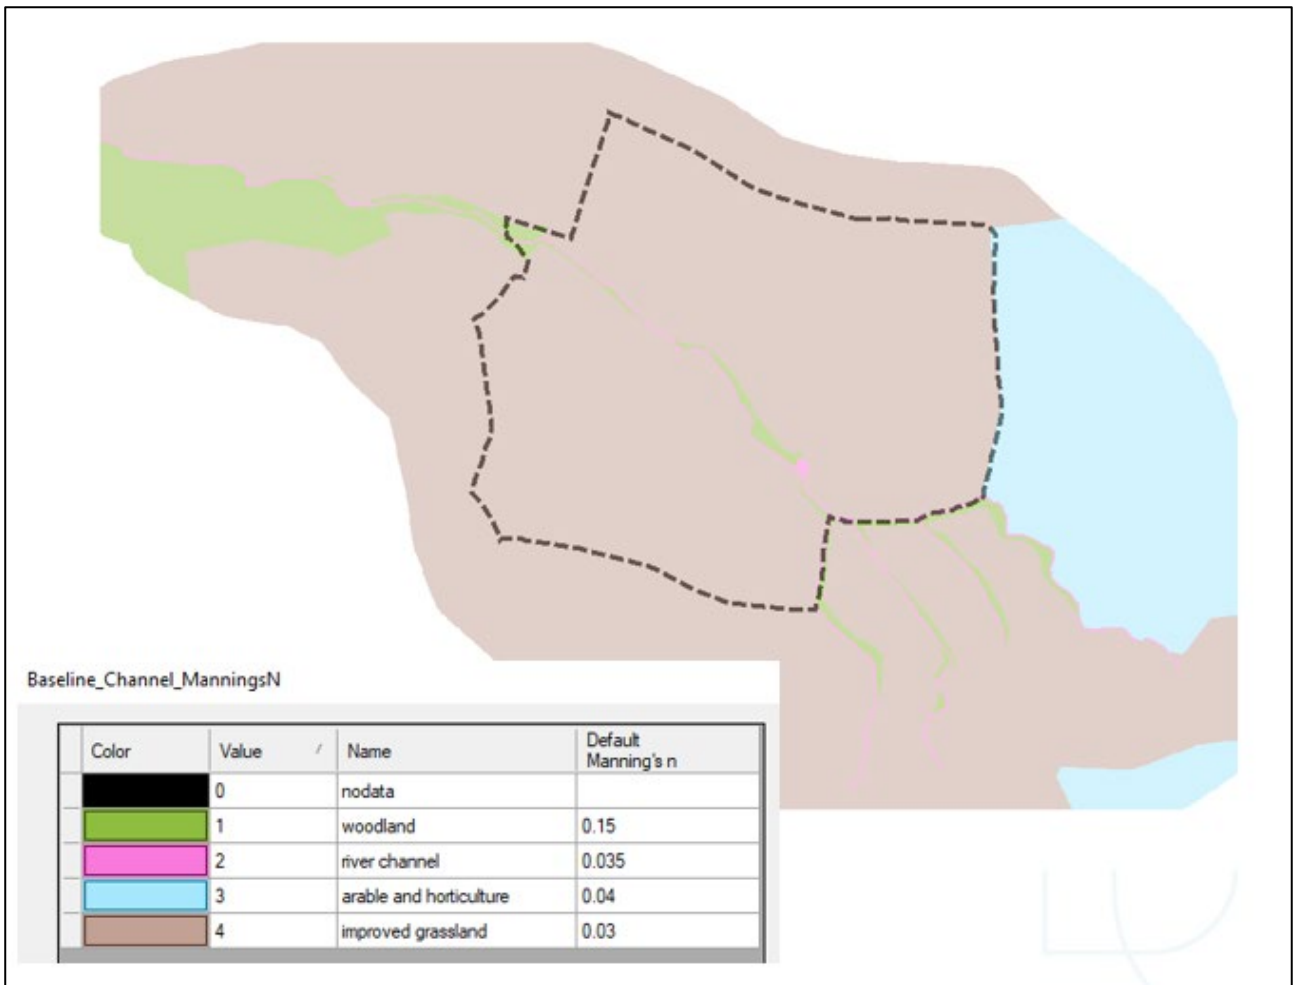 Baseline_Channel_ManningsN
Color Value / Name Default Manning's n
0 nodata
1 woodland 0.15
2 river channel 0.035
3 arable and horticulture 0.04
4 improved grassland 0.03